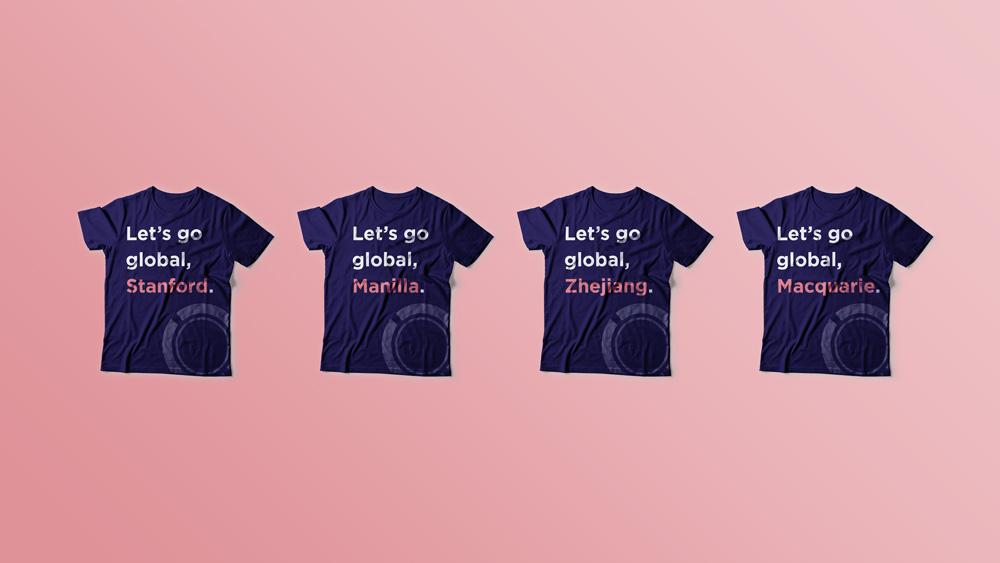 Let's go
global,
Stanford.
Let's go
global,
Manilla.
Let's go
global,
Zhejiang.
Let's go
global,
Macquarie.